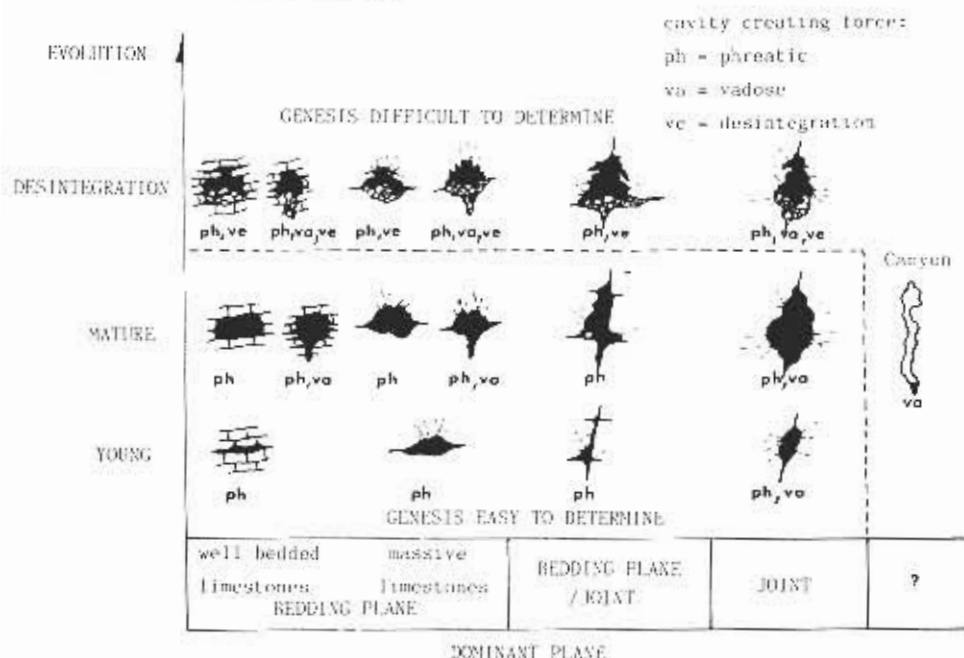 cavity creating force:
EVOLUTION
ph = phreatic
va = vadose
ve = desintegration
GENESIS DIFFICULT TO DETERMINE
DESINTEGRATION
ph,ve ph,va,ve ph,ve ph,va,ve ph,ve ph,va,ve
Canyon
MATURE
ph ph,va ph ph,va ph ph,va
va
YOUNG
ph ph ph ph,va
GENESIS EASY TO DETERMINE
well bedded massive
limestones limestones
BEDDING PLANE
BEDDING PLANE
/JOINT
JOINT
?
DOMINANT PLANE